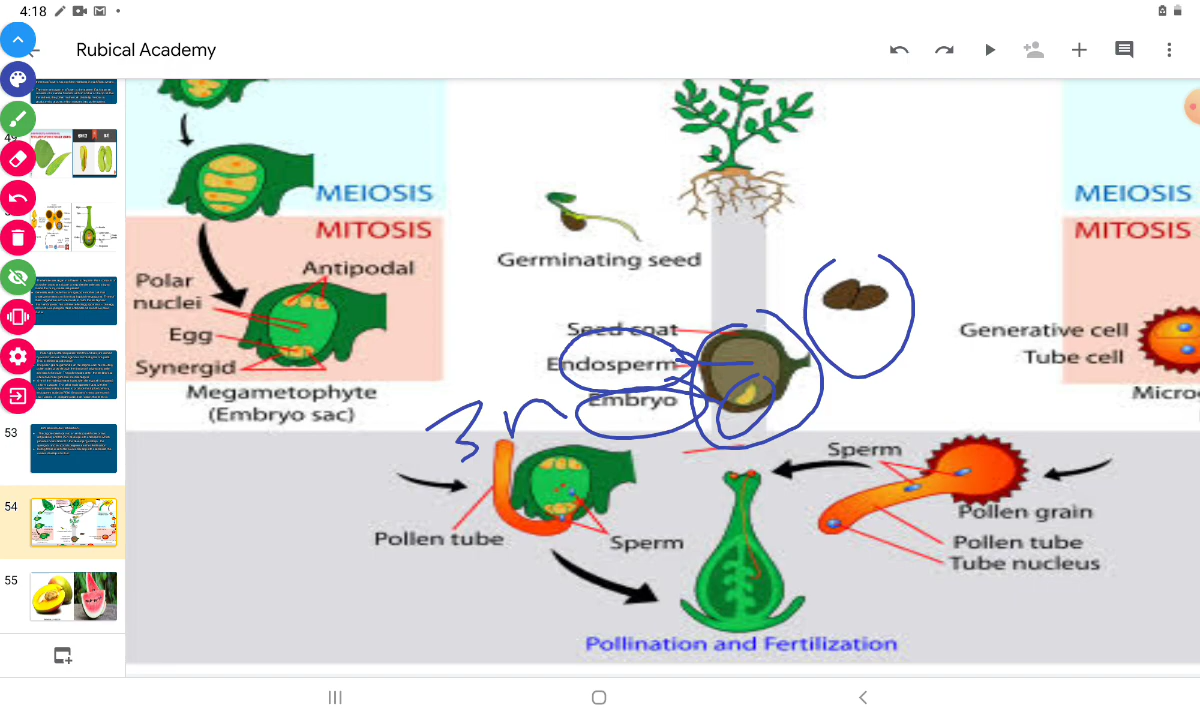 4:18
Rubical Academy
49
53
54
55
MEIOSIS
MITOSIS
Antipodal
Polar
nuclei
Egg
Synergid
Megametophyte
(Embryo sac)
Germinating seed
Seed coat
Endosperm
Embryo
3n
MEIOSIS
MITOSIS
Generative cell
Tube cell
Micro
Pollen tube
Sperm
Sperm
Pollen grain
Pollen tube
Tube nucleus
Pollination and Fertilization